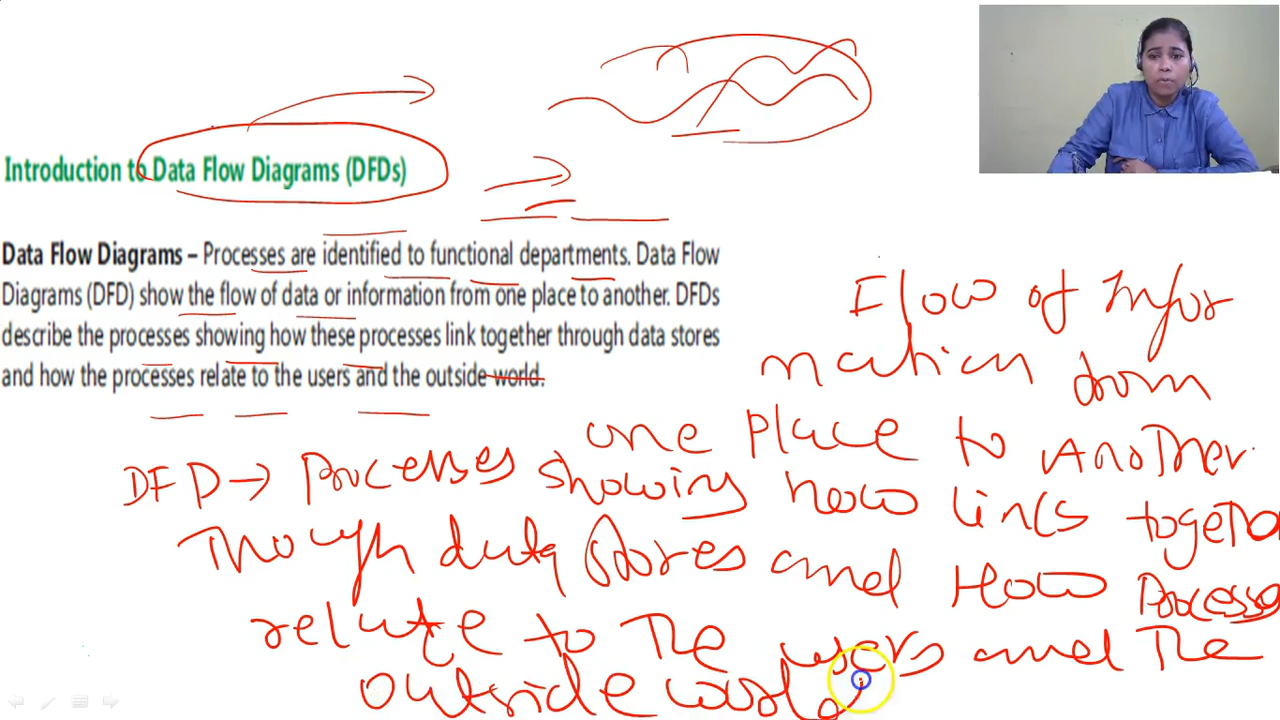 Introduction to Data Flow Diagrams (DFDs)
Data Flow Diagrams – Processes are identified to functional departments. Data Flow
Diagrams (DFD) show the flow of data or information from one place to another. DFDs
describe the processes showing how these processes link together through data stores
and how the processes relate to the users and the outside world.
Flow of Infor
mation from
one place to Another
DFD → Processes showing how links together
Though data stores and How Processes
relate to the users and The
outside world